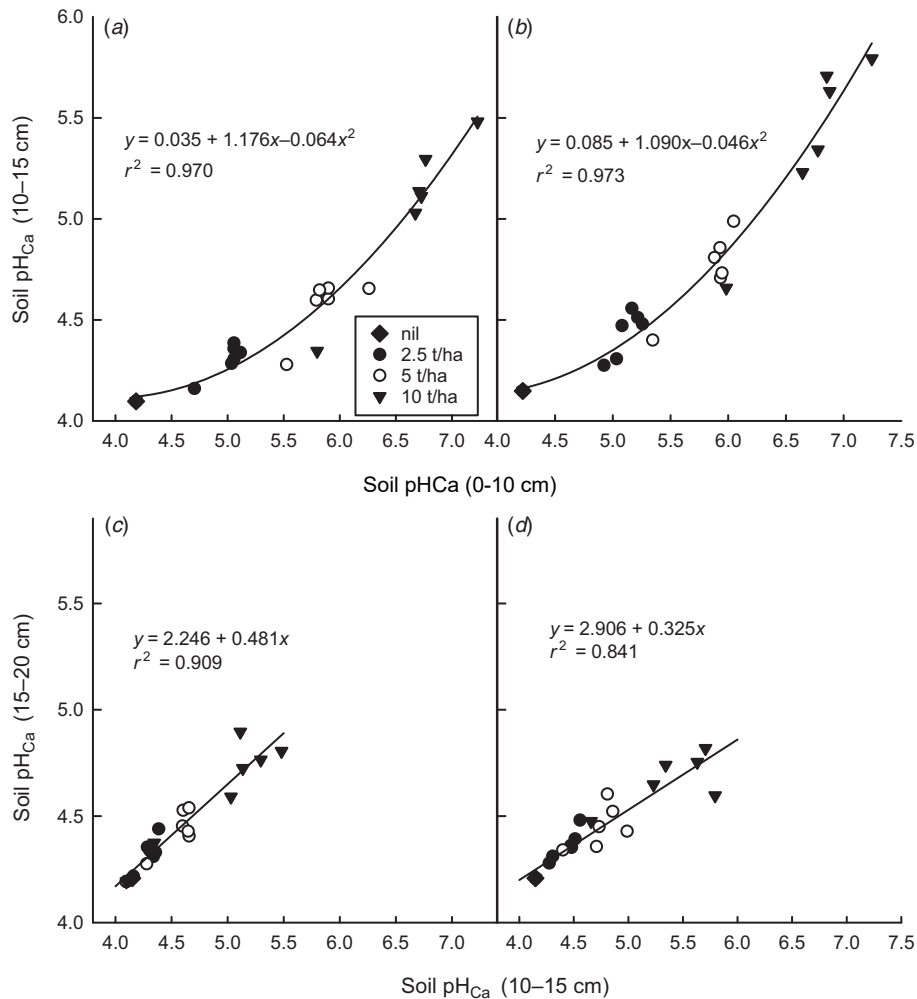 (a)
(b)
6.0
5.5
5.0
4.5
4.0
Soil pHCa (10–15 cm)
y = 0.035 + 1.176x–0.064x²
r² = 0.970
y = 0.085 + 1.090x–0.046x²
r² = 0.973
nil
2.5 t/ha
5 t/ha
10 t/ha
4.0 4.5 5.0 5.5 6.0 6.5 7.0 4.0 4.5 5.0 5.5 6.0 6.5 7.0 7.5
Soil pHCa (0-10 cm)
(c)
(d)
5.5
5.0
4.5
4.0
Soil pHCa (15–20 cm)
y = 2.246 + 0.481x
r² = 0.909
y = 2.906 + 0.325x
r² = 0.841
4.0 4.5 5.0 5.5 6.0 6.5 7.0 4.0 4.5 5.0 5.5 6.0 6.5 7.0 7.5
Soil pHCa (10–15 cm)